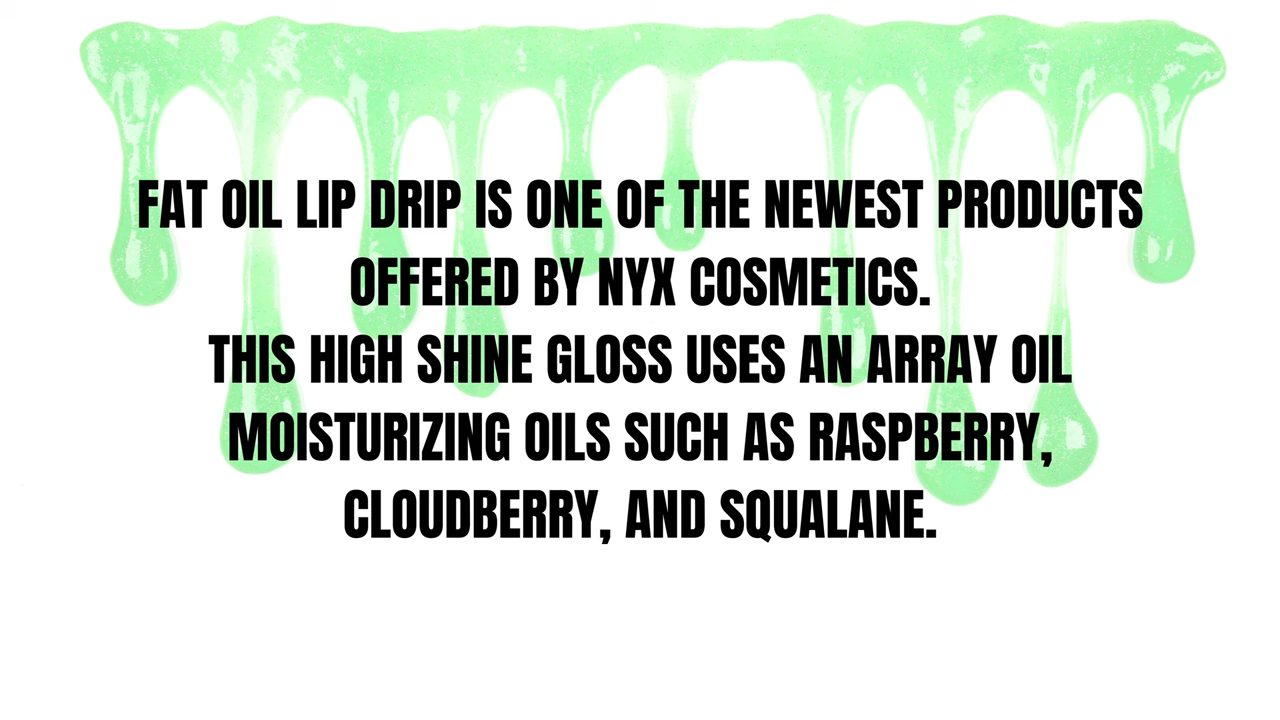 FAT OIL LIP DRIP IS ONE OF THE NEWEST PRODUCTS
OFFERED BY NYX COSMETICS.
THIS HIGH SHINE GLOSS USES AN ARRAY OIL
MOISTURIZING OILS SUCH AS RASPBERRY,
CLOUDBERRY, AND SQUALANE.